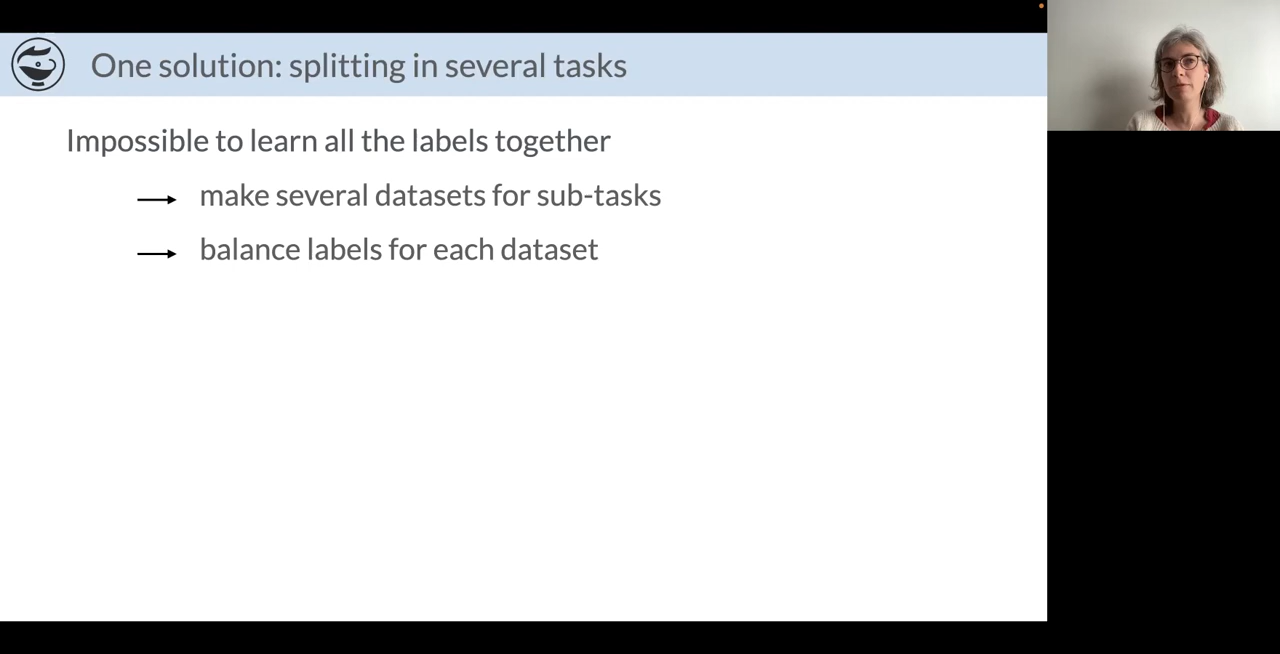 One solution: splitting in several tasks
Impossible to learn all the labels together
make several datasets for sub-tasks
balance labels for each dataset